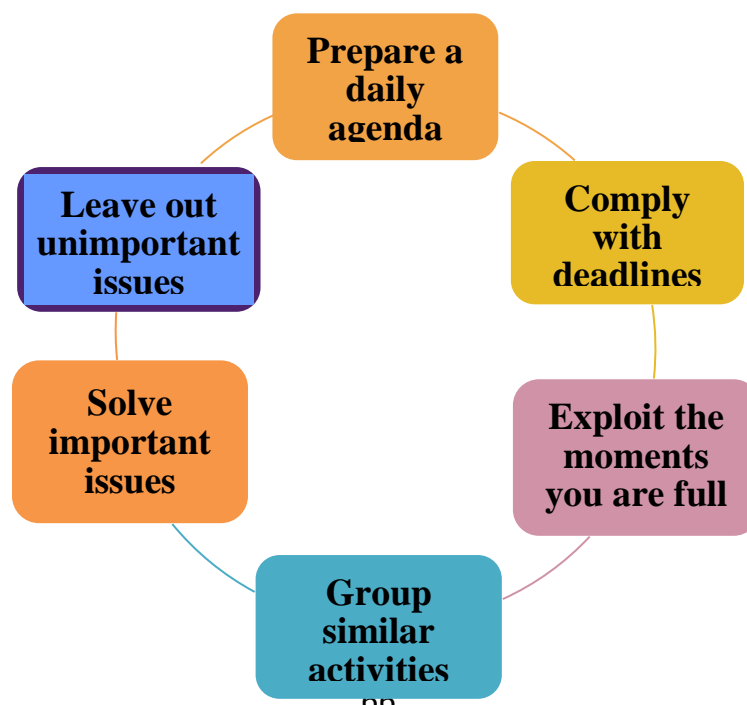 Prepare a
daily
agenda
Comply
with
deadlines
Exploit the
moments
you are full
Group
similar
activities
Solve
important
issues
Leave out
unimportant
issues